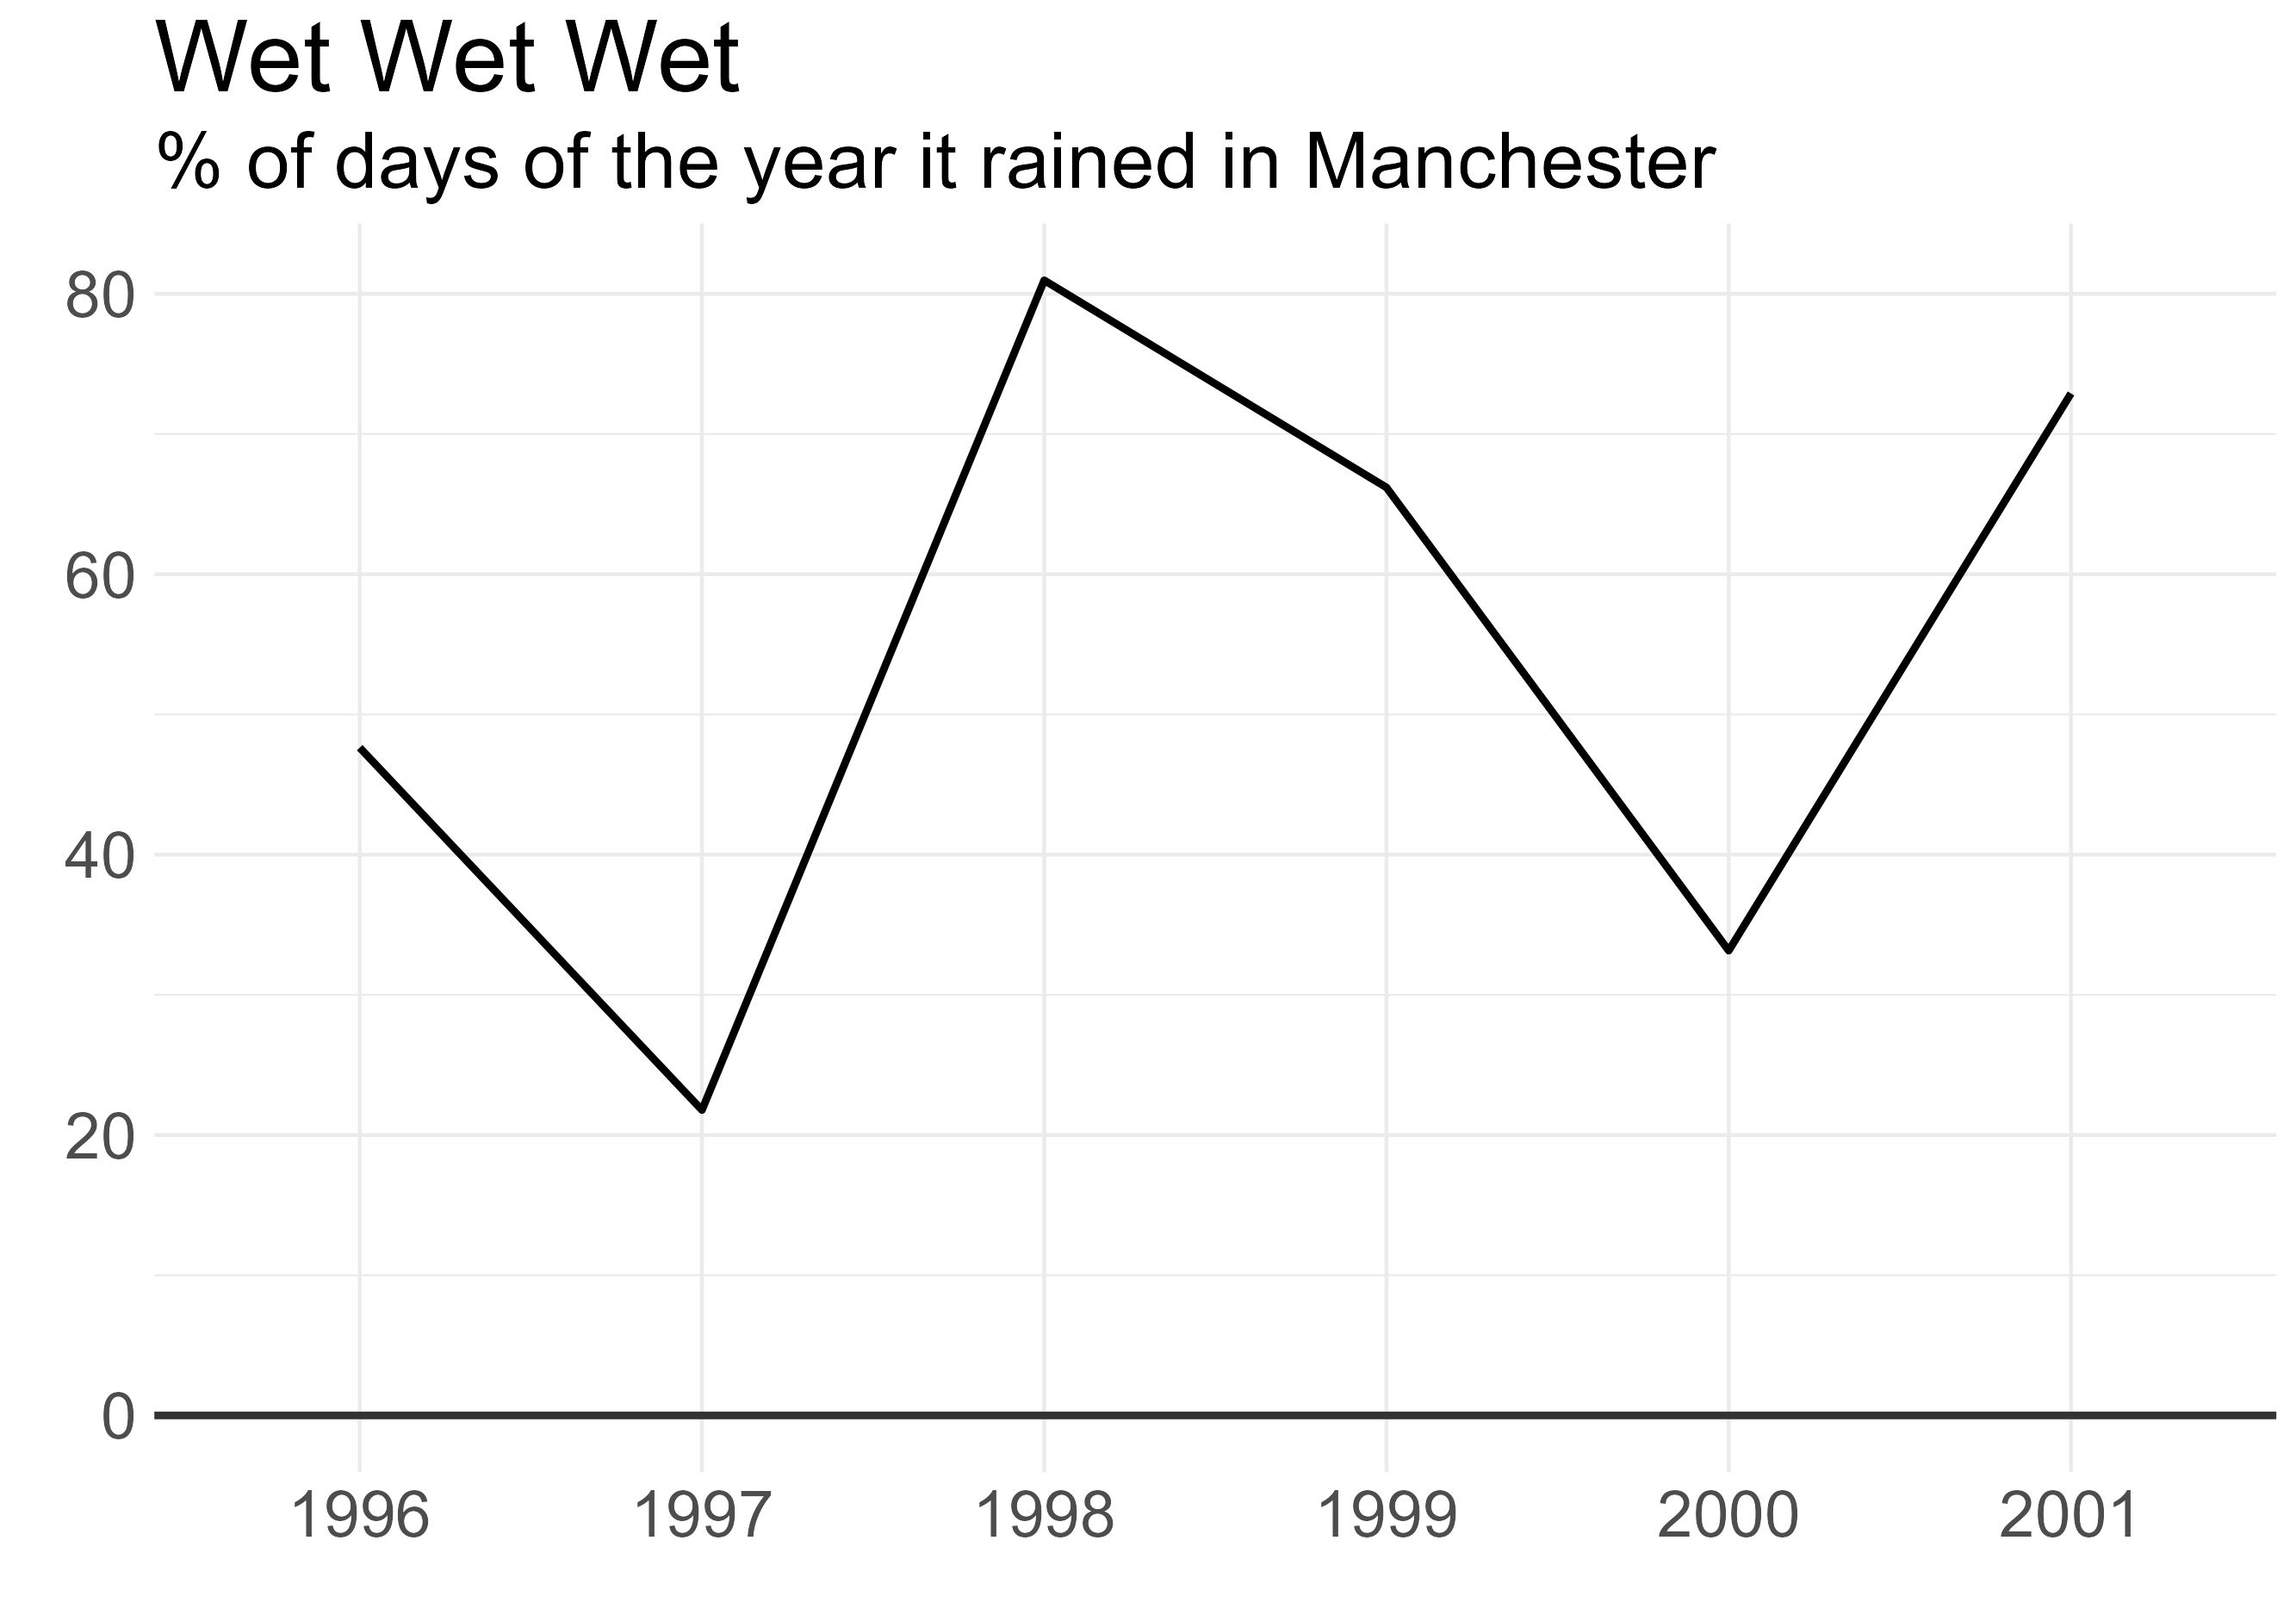 Wet Wet Wet
% of days of the year it rained in Manchester
80
60
40
20
0
1996 1997 1998 1999 2000 2001